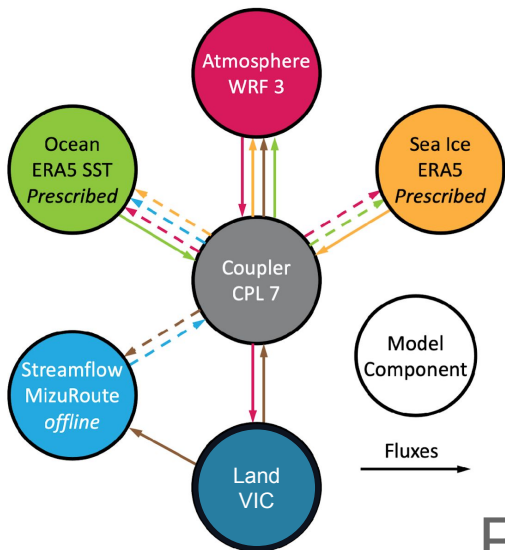 Atmosphere
WRF 3
Ocean
ERA5 SST
Prescribed
Sea Ice
ERA5
Prescribed
Coupler
CPL 7
Model
Component
Streamflow
MizuRoute
offline
Fluxes
Land
VIC